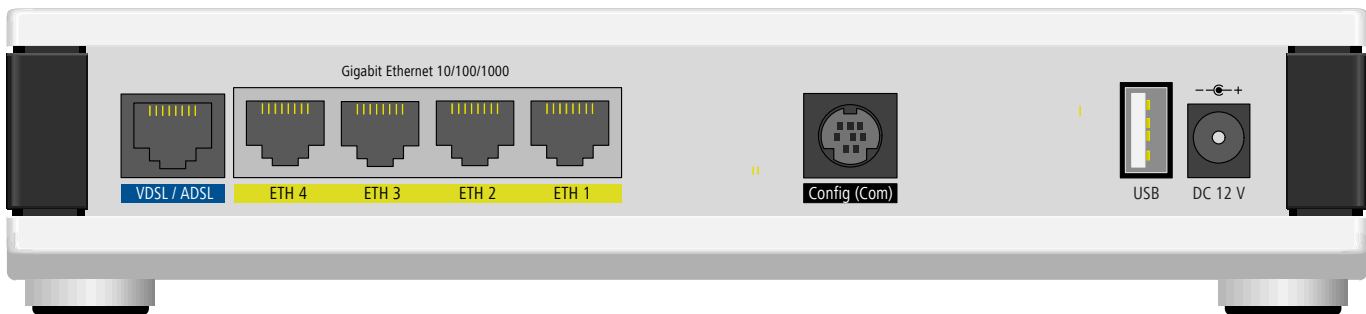 Gigabit Ethernet 10/100/1000
VDSL / ADSL
ETH 4
ETH 3
ETH 2
ETH 1
Config (Com)
USB
DC 12 V